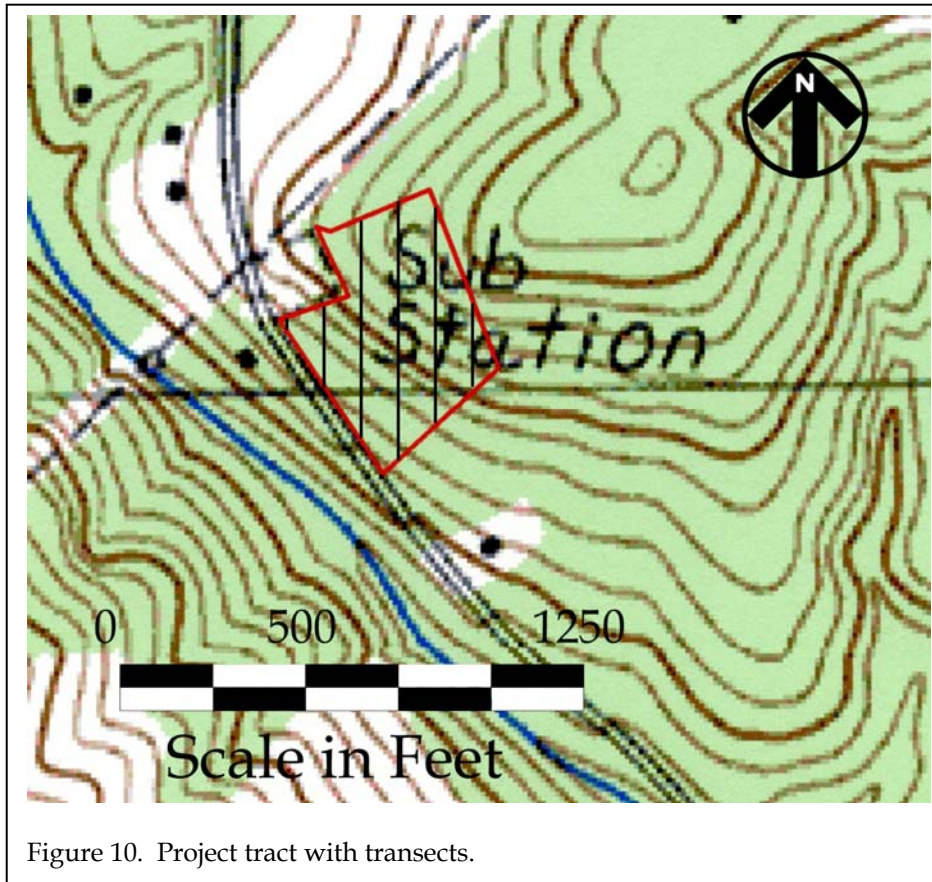 N
Sub
Station
0 500 1250
Scale in Feet
Figure 10. Project tract with transects.